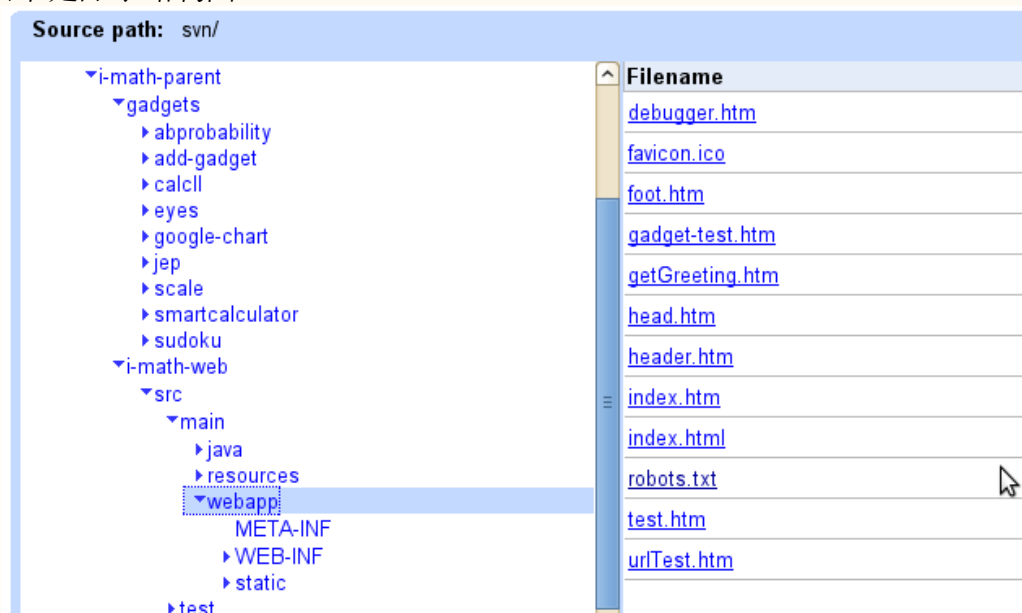 Source path: svn/
i-math-parent
gadgets
abprobability
add-gadget
calcll
eyes
google-chart
jep
scale
smartcalculator
sudoku
i-math-web
src
main
java
resources
webapp
META-INF
WEB-INF
static
test
Filename
debugger.htm
favicon.ico
foot.htm
gadget-test.htm
getGreeting.htm
head.htm
header.htm
index.htm
index.html
robots.txt
test.htm
urlTest.htm